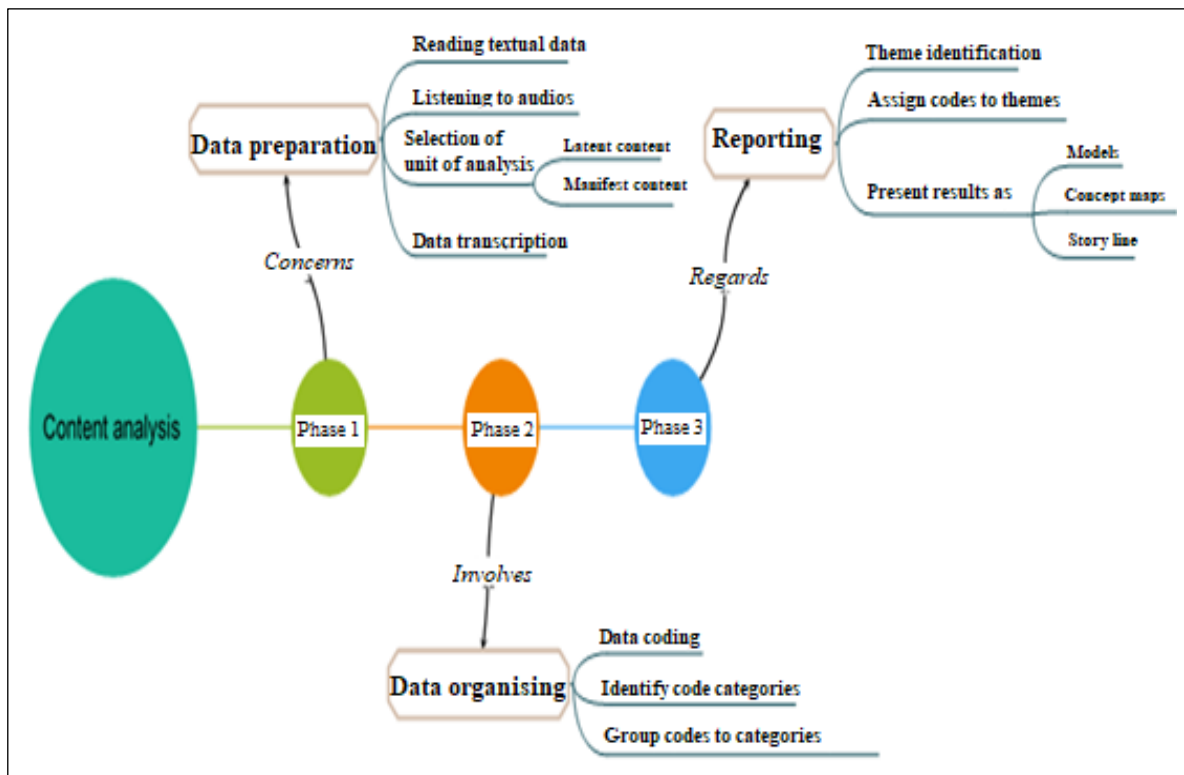 Reading textual data
Listening to audios
Data preparation
Selection of
unit of analysis
Latent content
Manifest content
Data transcription
Concerns
Theme identification
Assign codes to themes
Reporting
Present results as
Models
Concept maps
Story line
Regards
Content analysis
Phase 1
Phase 2
Phase 3
Involves
Data organising
Data coding
Identify code categories
Group codes to categories